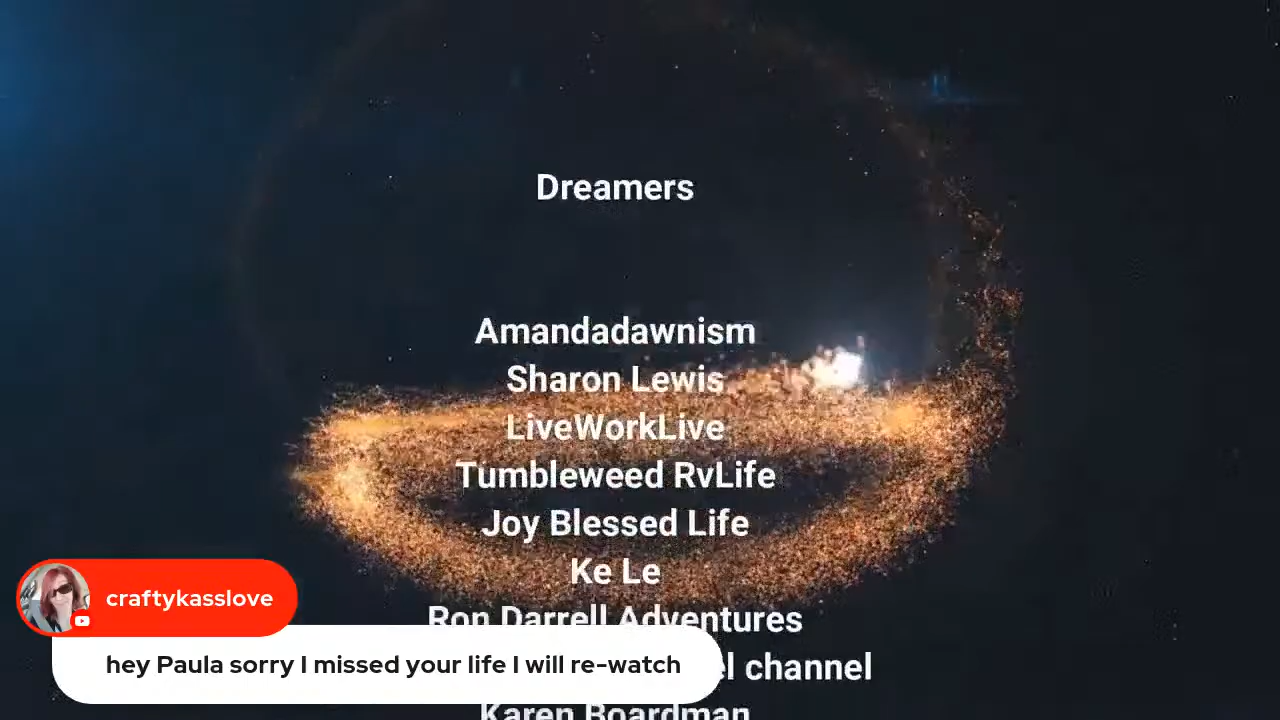 Dreamers
Amandadawnism
Sharon Lewis
LiveWorkLive
Tumbleweed RvLife
Joy Blessed Life
Ke Le
craftykasslove
Ron Darrell Adventures
hey Paula sorry I missed your life I will re-watch
channel
Karen Boardman